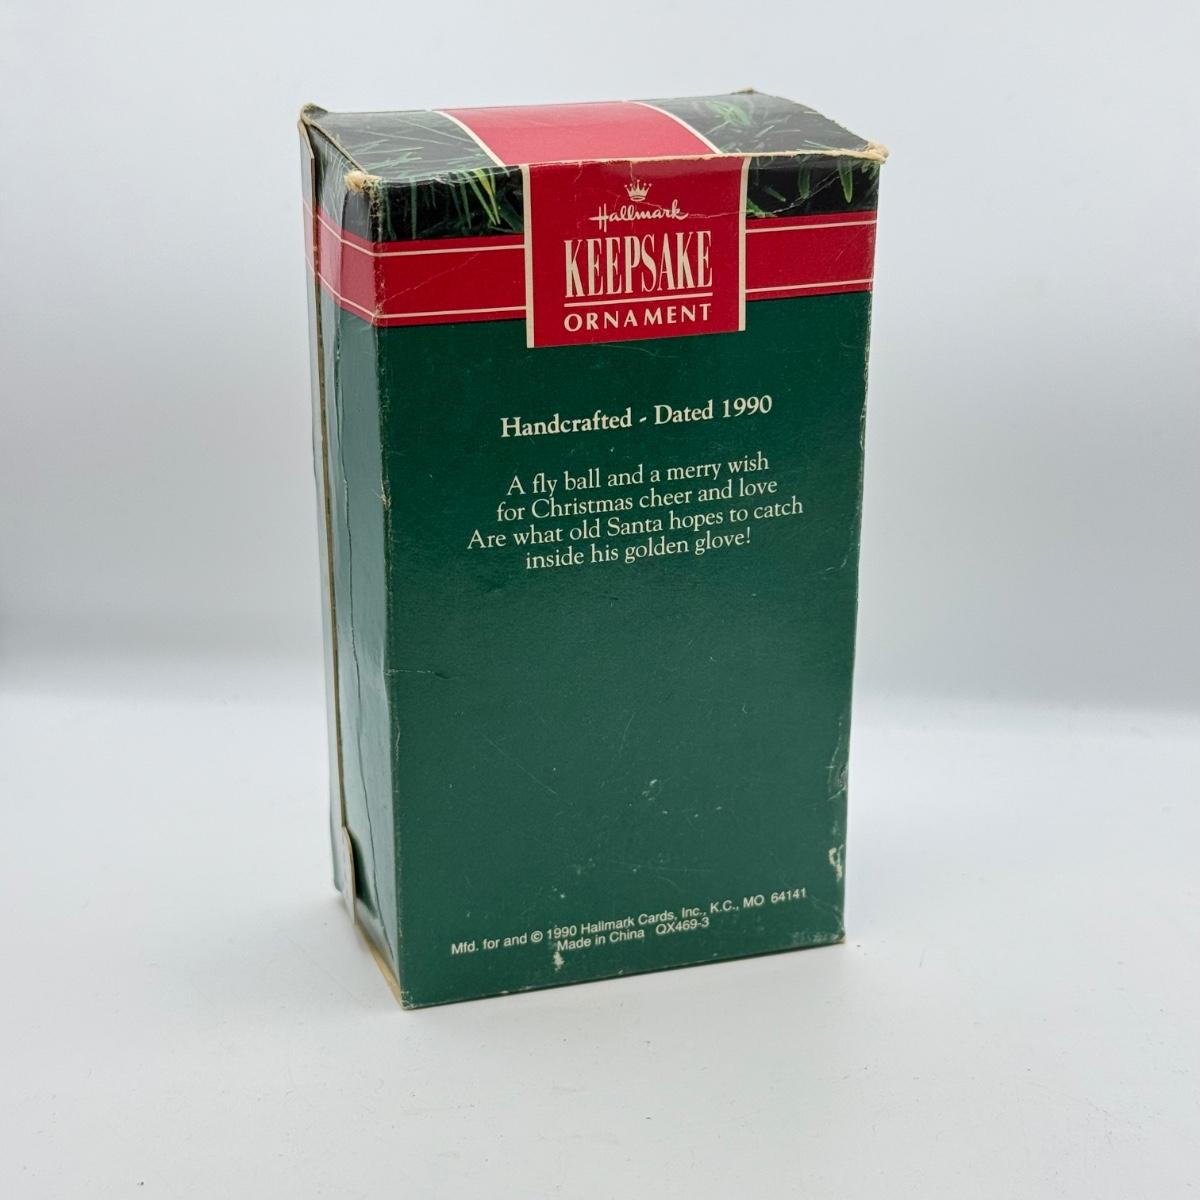 Hallmark
KEEPSAKE
ORNAMENT
Handcrafted - Dated 1990
A fly ball and a merry wish
for Christmas cheer and love
Are what old Santa hopes to catch
inside his golden glove!
Mfd. for and © 1990 Hallmark Cards, Inc., K.C., MO 64141
Made in China QX469-3